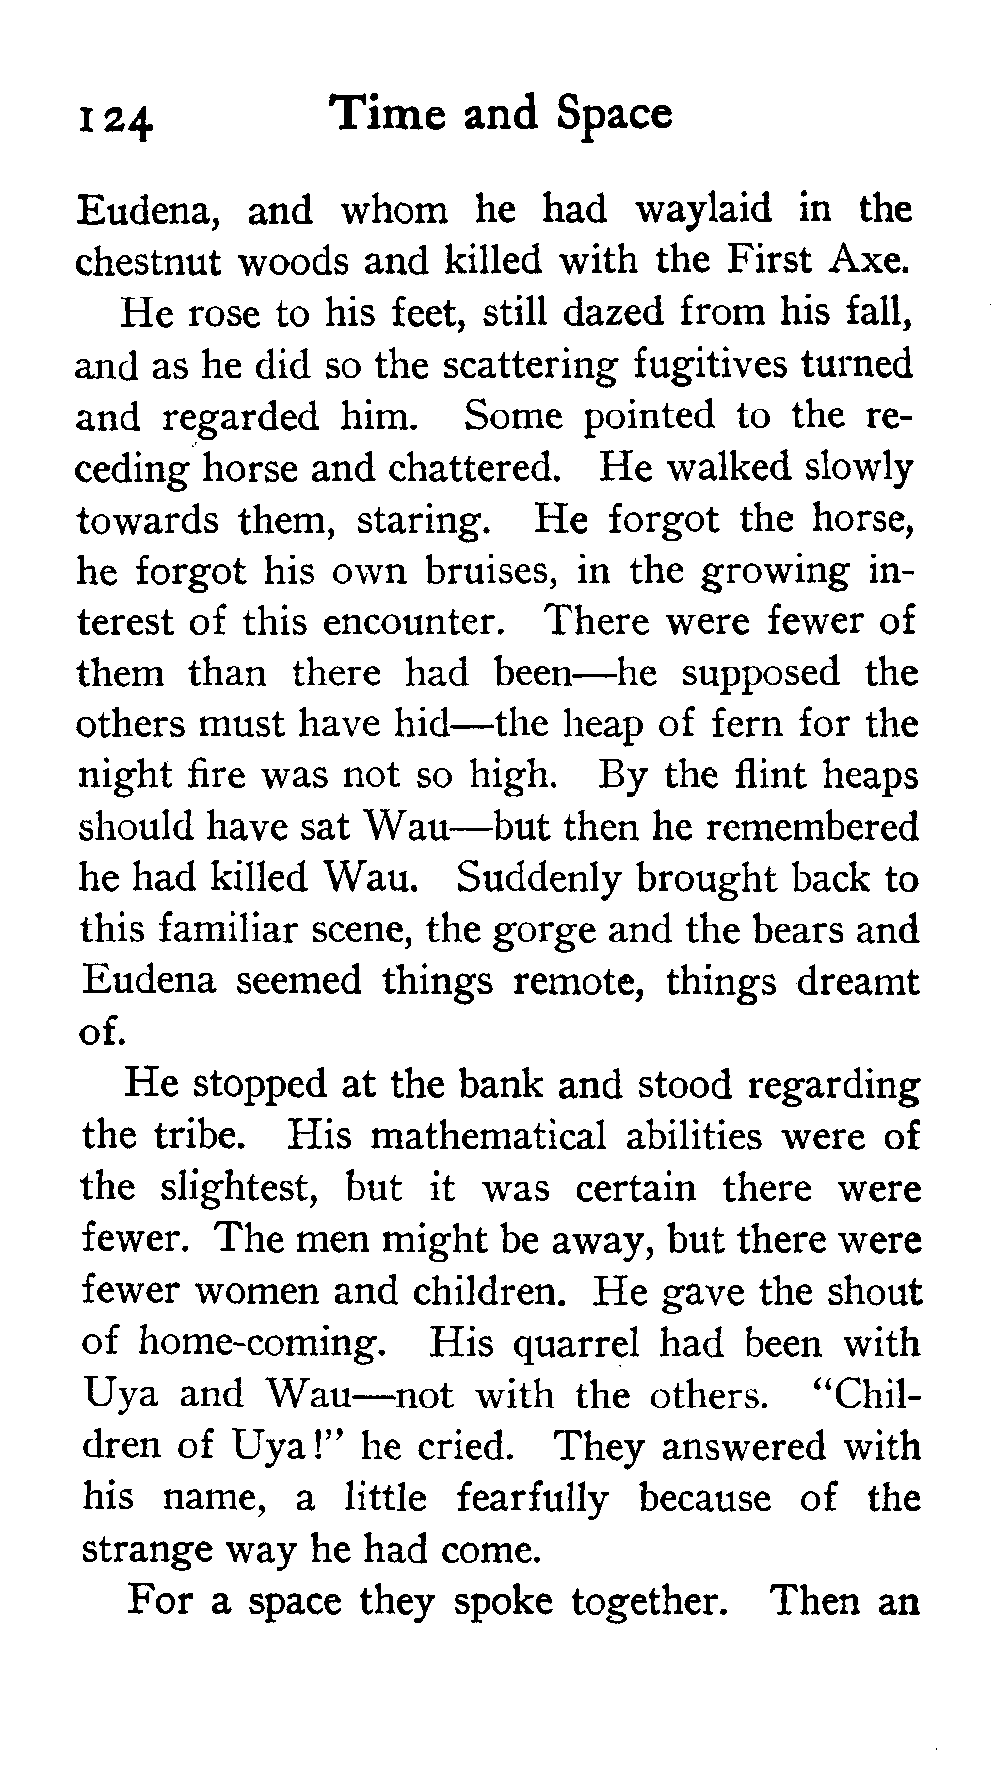 124 Time and Space
Eudena, and whom he had waylaid in the
chestnut woods and killed with the First Axe.
He rose to his feet, still dazed from his fall,
and as he did so the scattering fugitives turned
and regarded him. Some pointed to the re-
ceding horse and chattered. He walked slowly
towards them, staring. He forgot the horse,
he forgot his own bruises, in the growing in-
terest of this encounter. There were fewer of
them than there had been—he supposed the
others must have hid—the heap of fern for the
night fire was not so high. By the flint heaps
should have sat Wau—but then he remembered
he had killed Wau. Suddenly brought back to
this familiar scene, the gorge and the bears and
Eudena seemed things remote, things dreamt
of.
He stopped at the bank and stood regarding
the tribe. His mathematical abilities were of
the slightest, but it was certain there were
fewer. The men might be away, but there were
fewer women and children. He gave the shout
of home-coming. His quarrel had been with
Uya and Wau—not with the others. “Chil-
dren of Uya!” he cried. They answered with
his name, a little fearfully because of the
strange way he had come.
For a space they spoke together. Then an